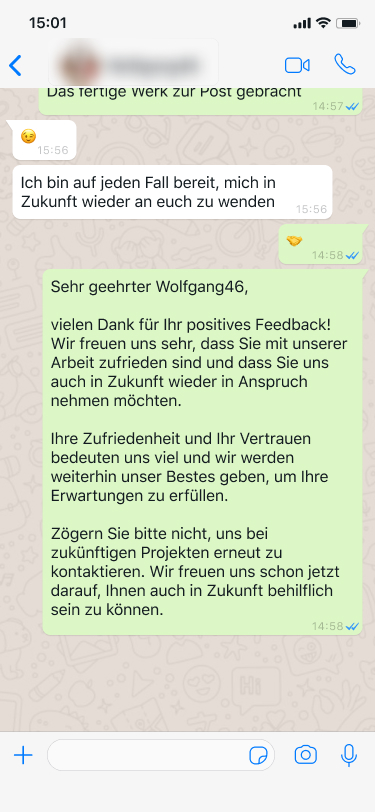 15:01
Das fertige Werk zur Post gebracht
14:57
😉
15:56
Ich bin auf jeden Fall bereit, mich in
Zukunft wieder an euch zu wenden
15:56
🤝
14:58
Sehr geehrter Wolfgang46,
vielen Dank für Ihr positives Feedback!
Wir freuen uns sehr, dass Sie mit unserer
Arbeit zufrieden sind und dass Sie uns
auch in Zukunft wieder in Anspruch
nehmen möchten.
Ihre Zufriedenheit und Ihr Vertrauen
bedeuten uns viel und wir werden
weiterhin unser Bestes geben, um Ihre
Erwartungen zu erfüllen.
Zögern Sie bitte nicht, uns bei
zukünftigen Projekten erneut zu
kontaktieren. Wir freuen uns schon jetzt
darauf, Ihnen auch in Zukunft behilflich
sein zu können.
14:58